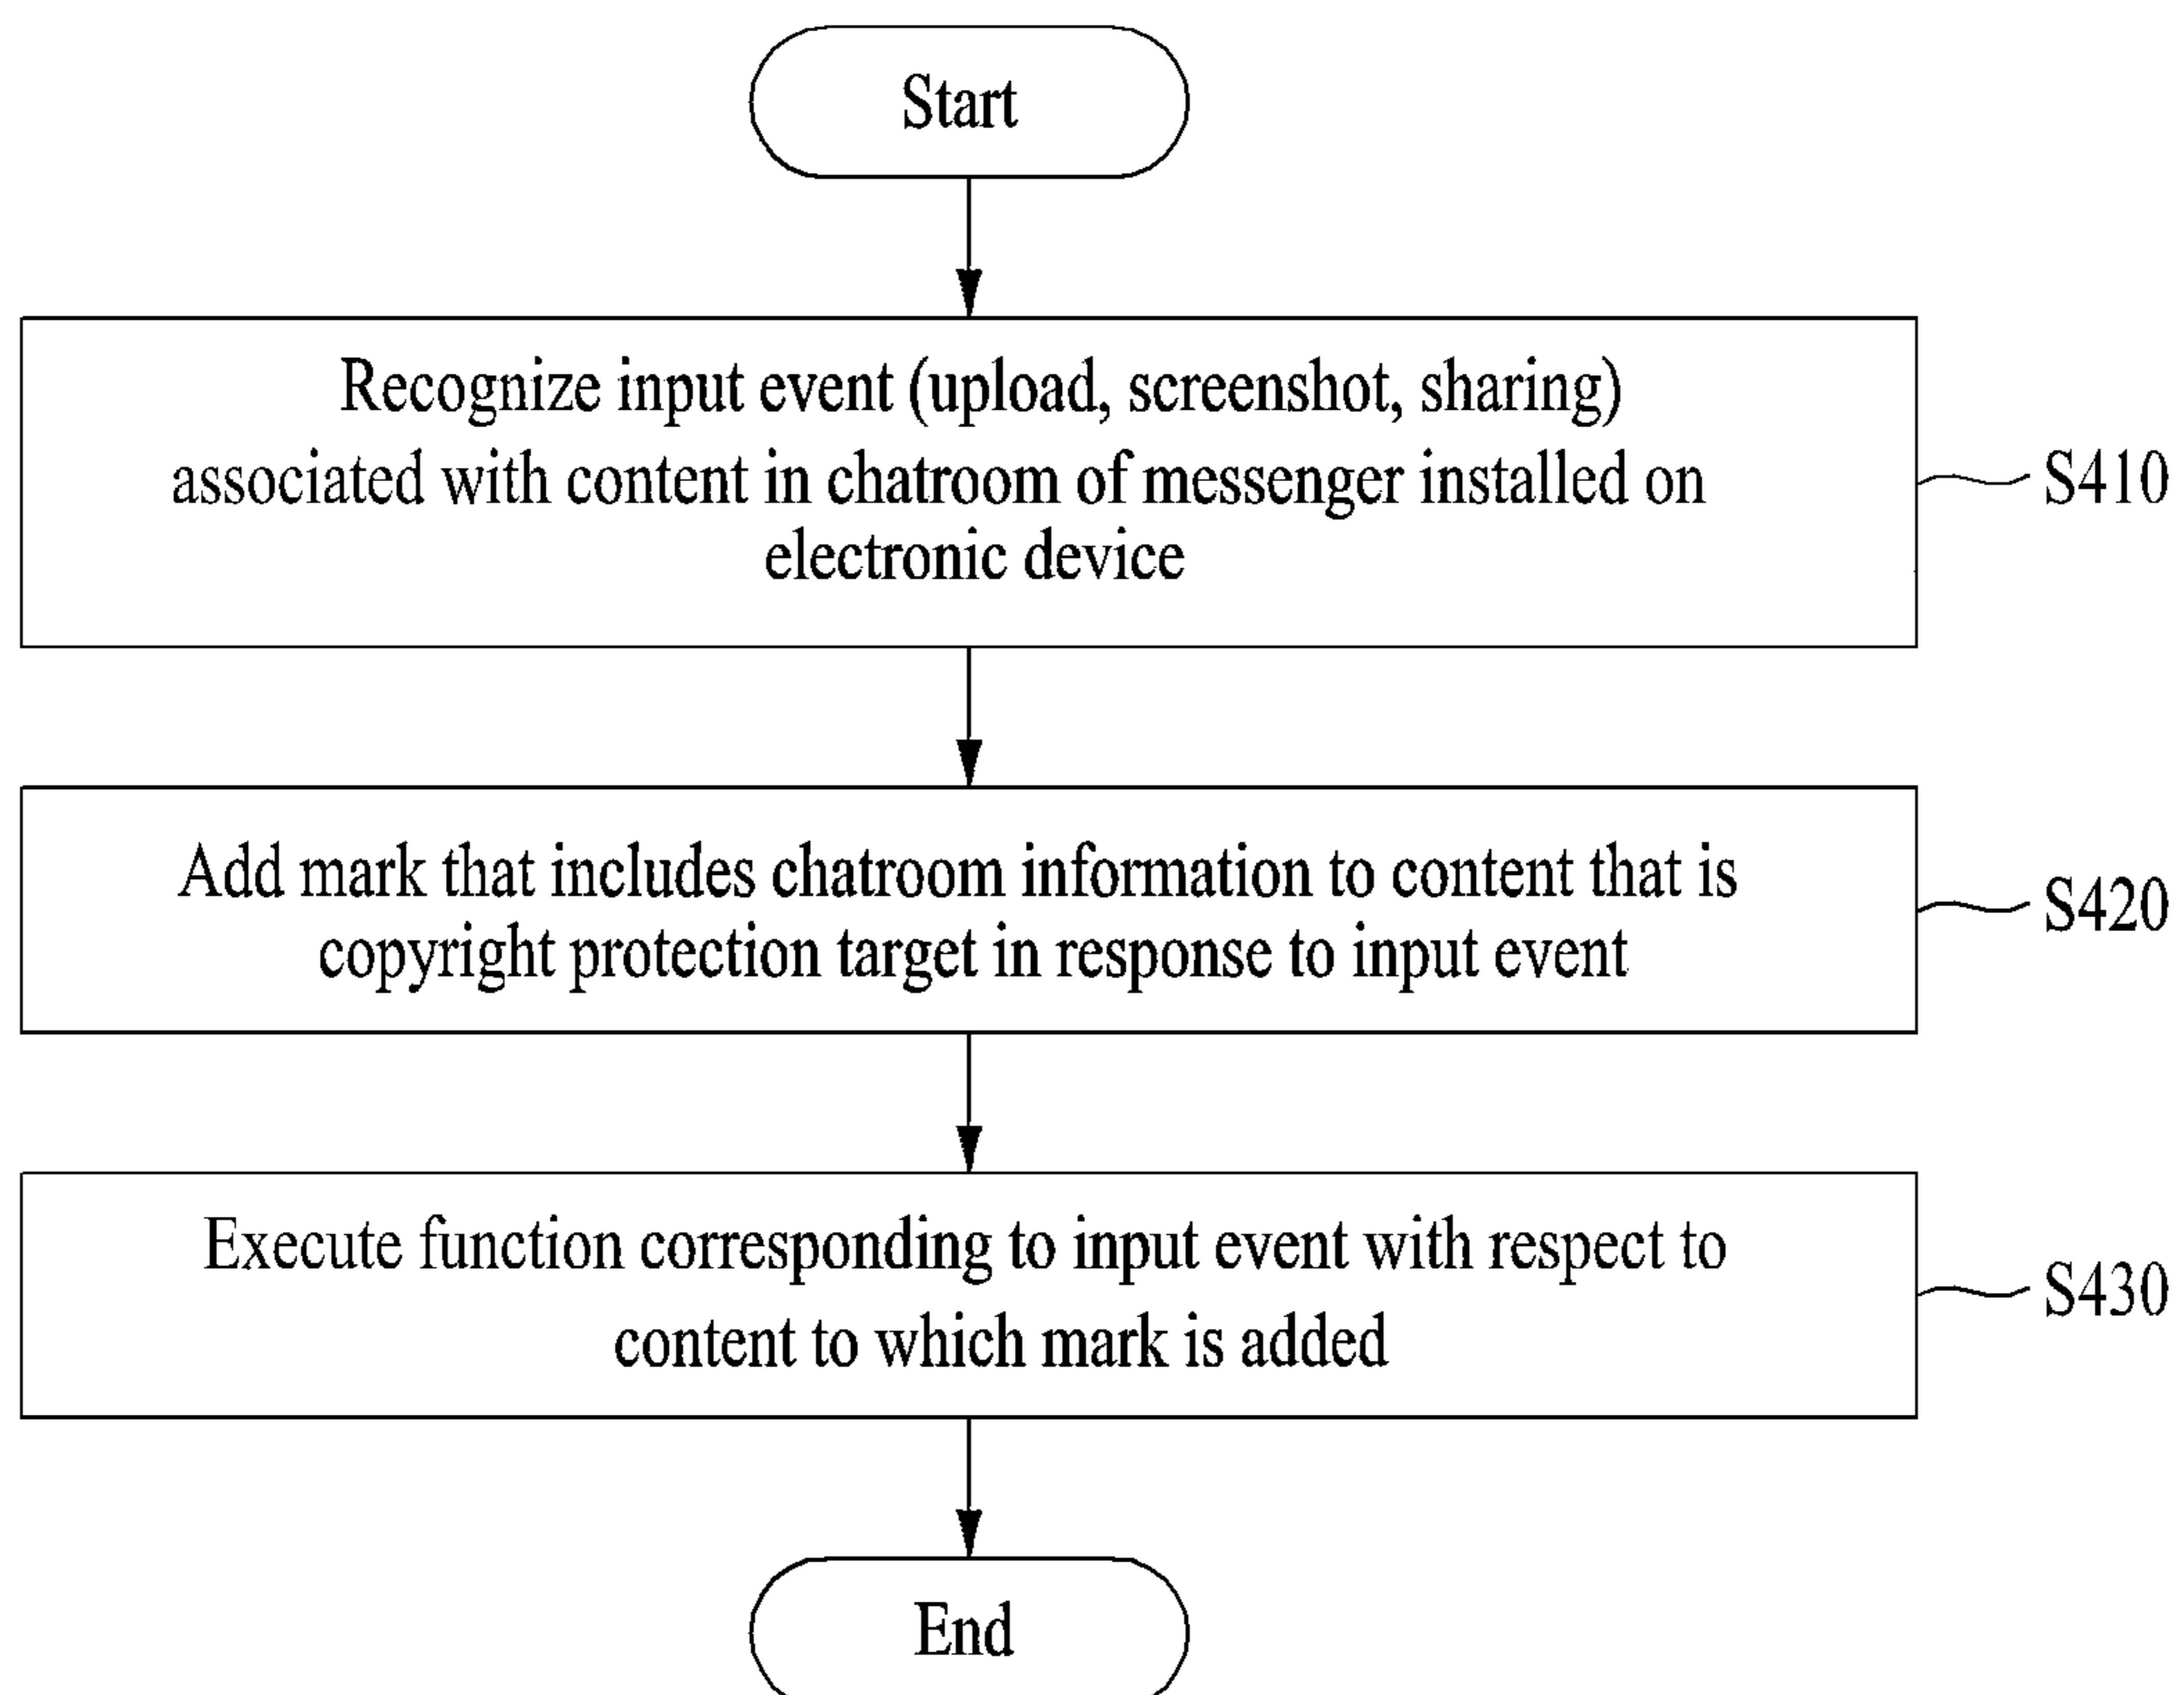 Start
Recognize input event (upload, screenshot, sharing)
associated with content in chatroom of messenger installed on
electronic device
S410
Add mark that includes chatroom information to content that is
copyright protection target in response to input event
S420
Execute function corresponding to input event with respect to
content to which mark is added
S430
End